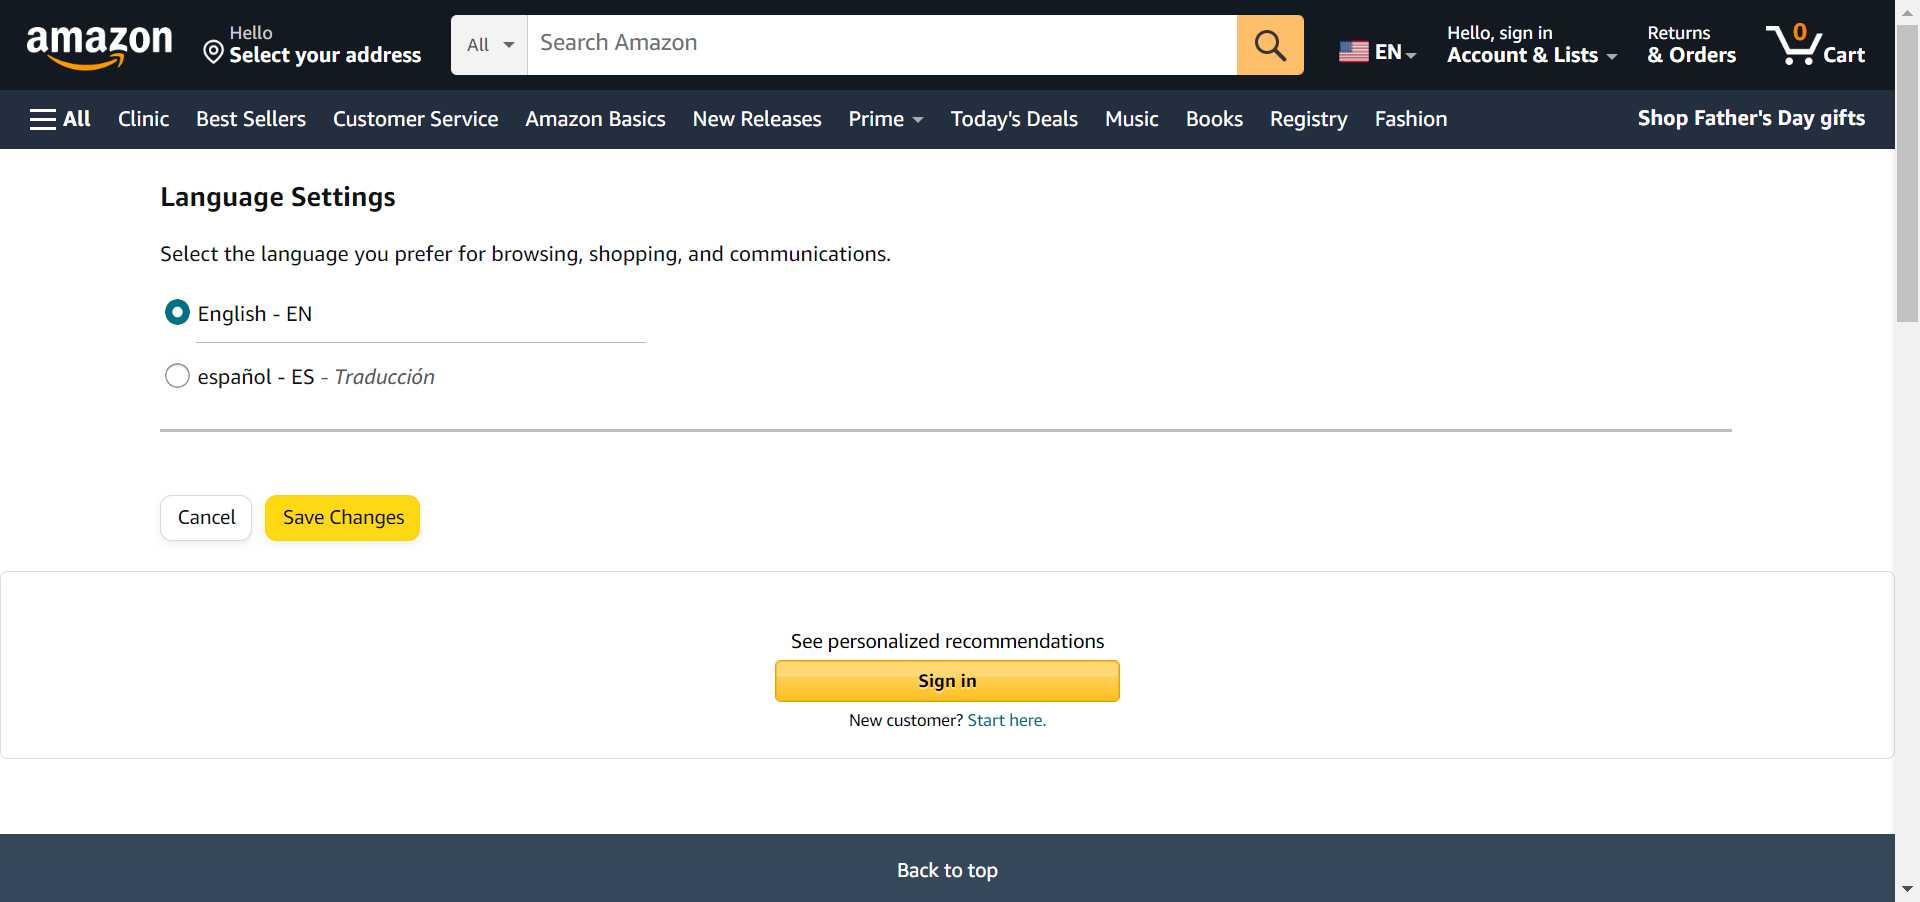 amazon
Hello
Select your address
All
Search Amazon
EN
Hello, sign in
Account & Lists
Returns
& Orders
0
Cart
All
Clinic
Best Sellers
Customer Service
Amazon Basics
New Releases
Prime
Today's Deals
Music
Books
Registry
Fashion
Shop Father's Day gifts
Language Settings
Select the language you prefer for browsing, shopping, and communications.
English - EN
español - ES - Traducción
Cancel
Save Changes
See personalized recommendations
Sign in
New customer? Start here.
Back to top